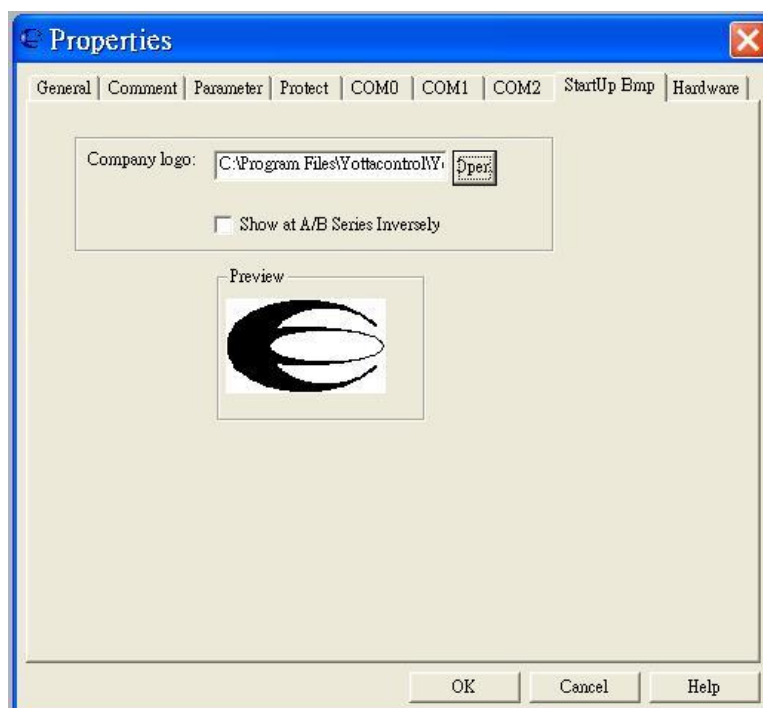 Properties
General Comment Parameter Protect COM0 COM1 COM2 StartUp Bmp Hardware
Company logo: C:\Program Files\Yottacontrol\Y Open
Show at A/B Series Inversely
Preview
OK Cancel Help